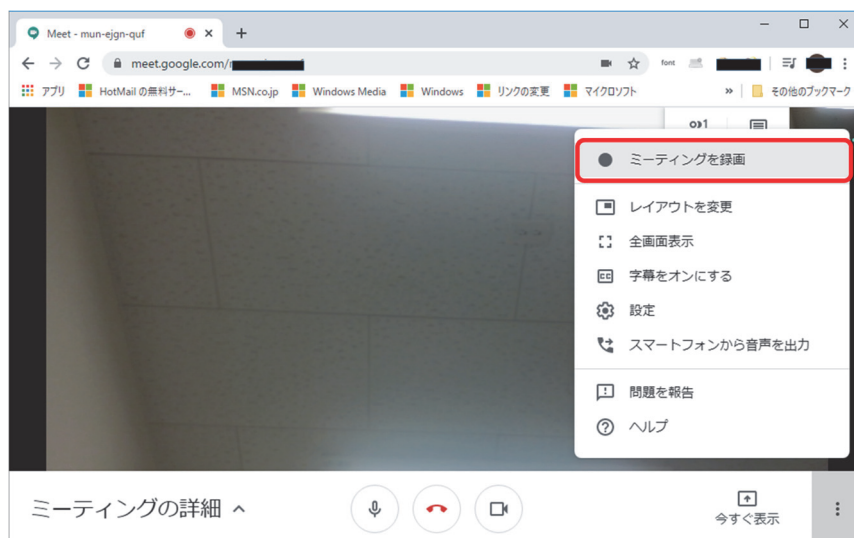 Meet - mun-ejgn-quf
meet.google.com/
font
アプリ HotMail の無料サー... MSN.co.jp Windows Media Windows リンクの変更 マイクロソフト » その他のブックマーク
1
ミーティングを録画
レイアウトを変更
全画面表示
CC 字幕をオンにする
設定
スマートフォンから音声を出力
問題を報告
ヘルプ
ミーティングの詳細
今すぐ表示